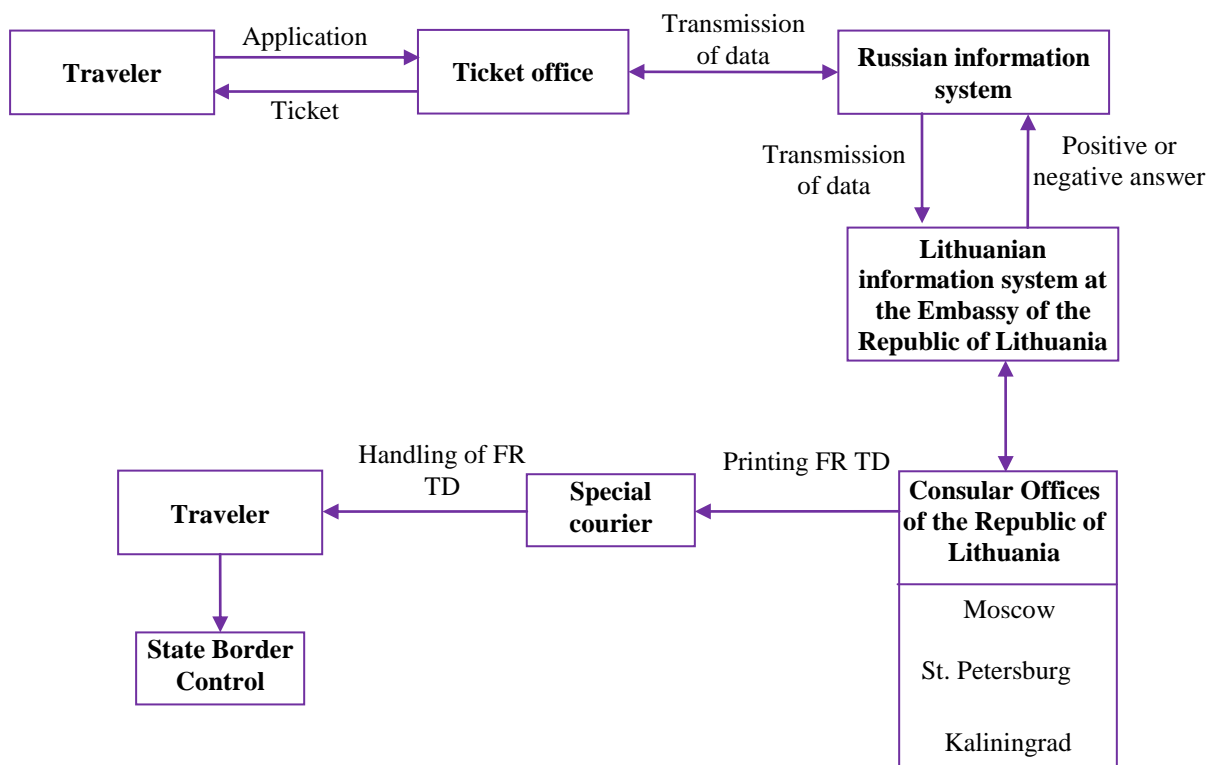 Application
Traveler
Ticket
Ticket office
Transmission
of data
Russian information
system
Transmission
of data
Positive or
negative answer
Lithuanian
information system at
the Embassy of the
Republic of Lithuania
Handling of FR
TD
Printing FR TD
Traveler
Special
courier
Consular Offices
of the Republic of
Lithuania
Moscow
St. Petersburg
Kaliningrad
State Border
Control